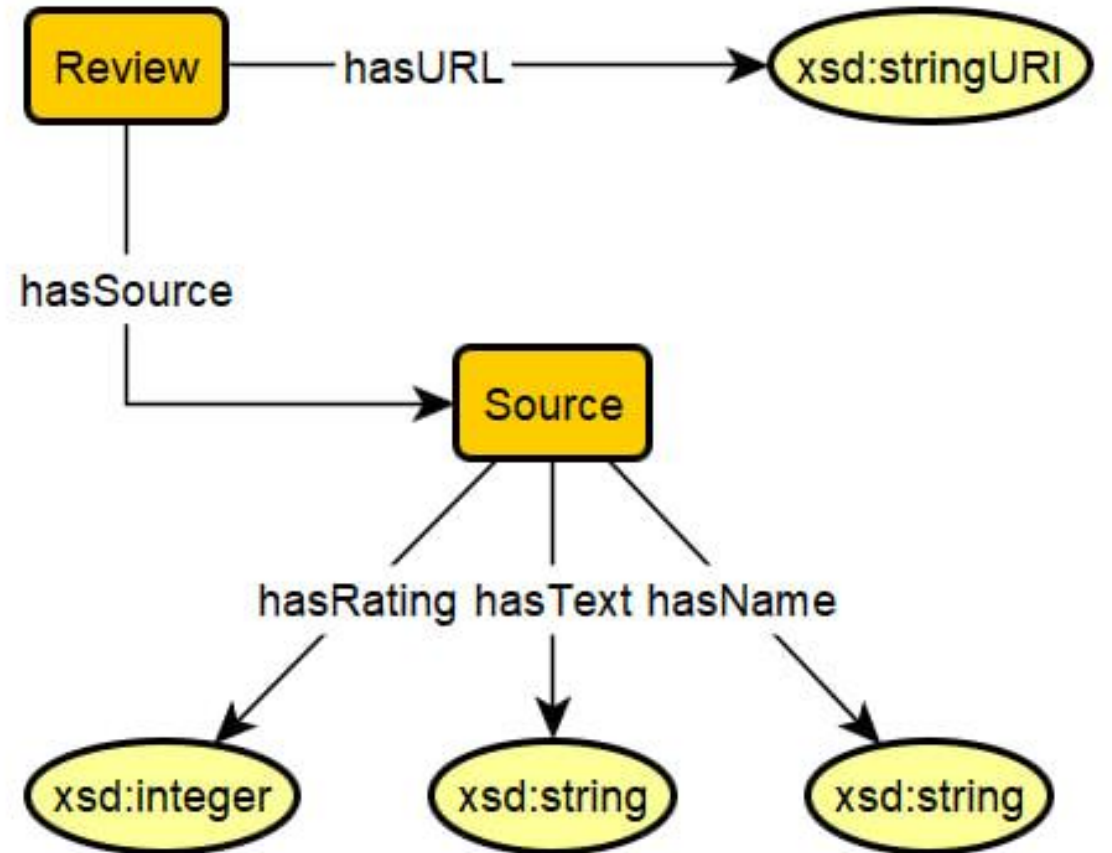 Review hasURL xsd:stringURI
hasSource
Source
hasRating hasText hasName
xsd:integer xsd:string xsd:string